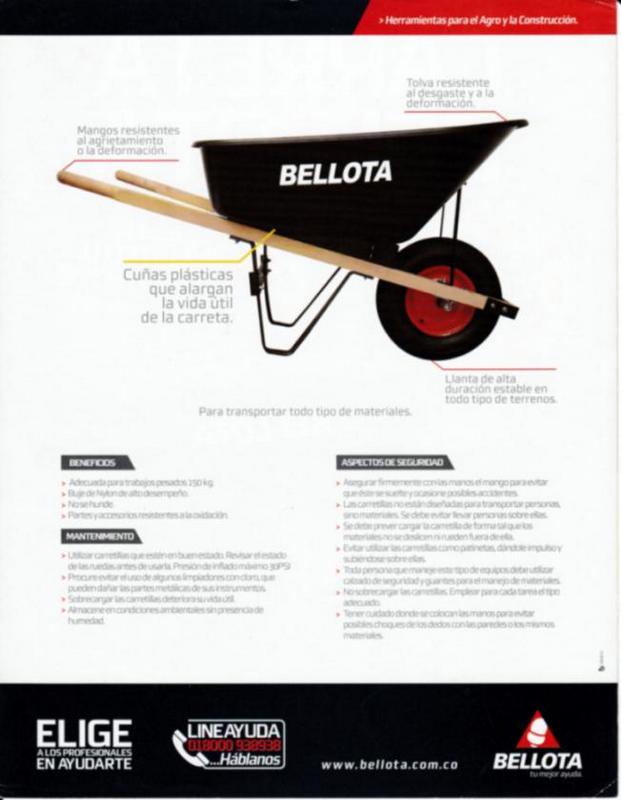 > Herramientas para el Agro y la Construcción.
Tolva resistente
al desgaste y a la
deformación.
Mangos resistentes
al agrietamiento
o la deformación.
BELLOTA
Cuñas plásticas
que alargan
la vida útil
de la carreta.
Llanta de alta
duración estable en
todo tipo de terrenos.
Para transportar todo tipo de materiales.
BENEFICIOS
> Adecuada para trabajos pesados 150 kg.
> Buje de Nylon de alto desempeño.
> No se hunde.
> Partes y accesorios resistentes a la oxidación.
MANTENIMIENTO
> Utilizar carretillas que estén en buen estado. Revisar el estado
de las ruedas antes de usarla. Presión de inflado máximo 30PSI
> Procure evitar el uso de algunos limpiadores con cloro, que
pueden dañar las partes metálicas de sus instrumentos.
> Sobrecargar las carretillas deteriora su vida útil.
> Almacene en condiciones ambientales sin presencia de
humedad.
ASPECTOS DE SEGURIDAD
> Asegurar firmemente con las manos el mango para evitar
que éste se suelte y ocasione posibles accidentes.
> Las carretillas no están diseñadas para transportar personas,
sino materiales. Se debe evitar llevar personas sobre ellas.
> Se debe prever cargar la carretilla de forma tal que los
materiales no se deslicen ni rueden fuera de ella.
> Evitar utilizar las carretillas como patinetas, dándole impulso y
subiéndose sobre ellas.
> Toda persona que maneje este tipo de equipos debe utilizar
calzado de seguridad y guantes para el manejo de materiales.
> No sobrecargar las carretillas. Emplear para cada tarea el tipo
adecuado.
> Tener cuidado donde se colocan las manos para evitar
posibles choques de los dedos con las paredes o los mismos
materiales.
ELIGE
A LOS PROFESIONALES
EN AYUDARTE
LINEAYUDA
018000 938938
...Háblanos
www.bellota.com.co
BELLOTA
tu mejor ayuda.